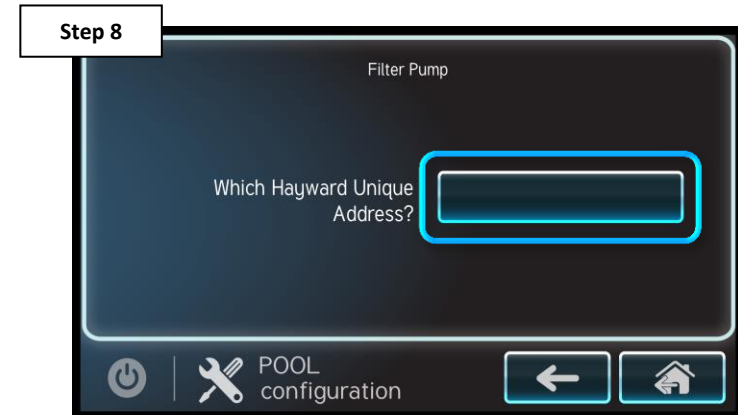 Step 8
Filter Pump
Which Hayward Unique
Address?
POOL
configuration